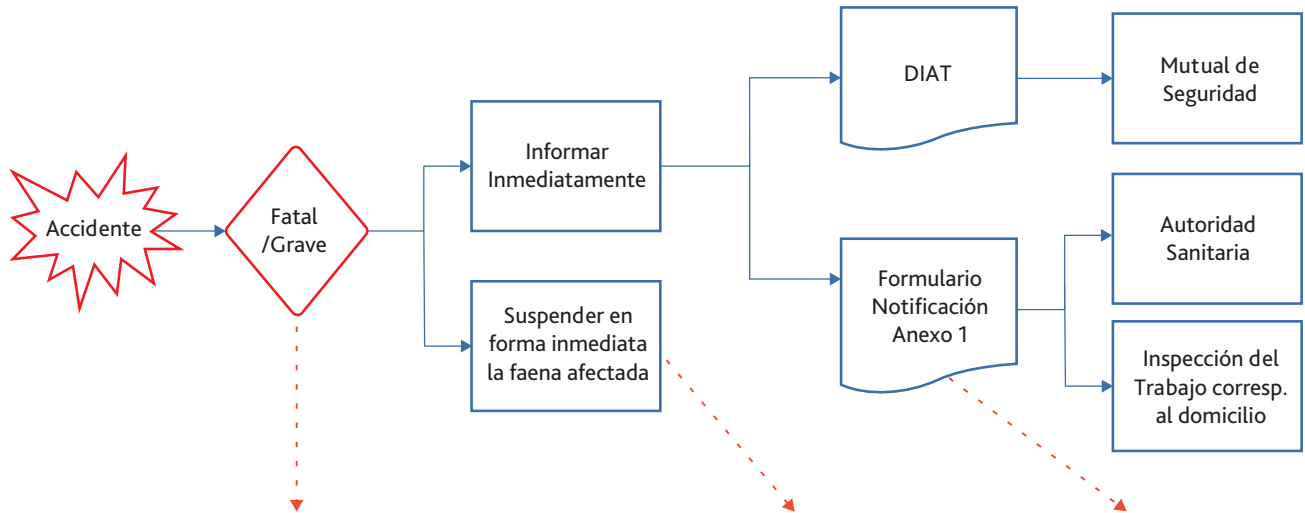 Accidente
Fatal
/Grave
Informar
Inmediatamente
Suspender en
forma inmediata
la faena afectada
DIAT
Formulario
Notificación
Anexo 1
Mutual de
Seguridad
Autoridad
Sanitaria
Inspección del
Trabajo corresp.
al domicilio